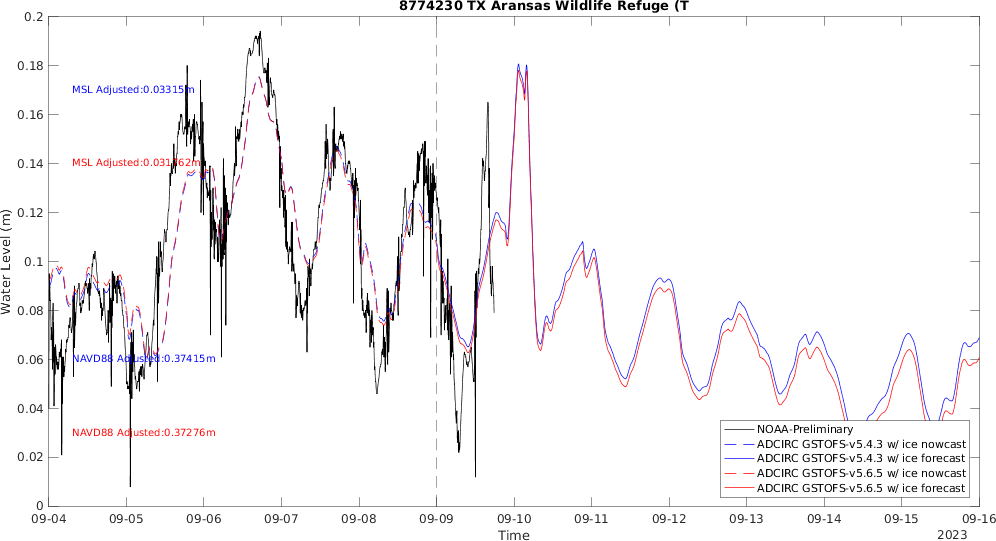 8774230 TX Aransas Wildlife Refuge (T
0.2
0.18
0.16
0.14
0.12
0.1
0.08
0.06
0.04
0.02
0
Water Level (m)
MSL Adjusted:0.03315m
MSL Adjusted:0.031762m
NAVD88 Adjusted:0.37415m
NAVD88 Adjusted:0.37276m
NOAA-Preliminary
ADCIRC GSTOFS-v5.4.3 w/ ice nowcast
ADCIRC GSTOFS-v5.4.3 w/ ice forecast
ADCIRC GSTOFS-v5.6.5 w/ ice nowcast
ADCIRC GSTOFS-v5.6.5 w/ ice forecast
09-04 09-05 09-06 09-07 09-08 09-09 09-10 09-11 09-12 09-13 09-14 09-15 09-16
Time
2023